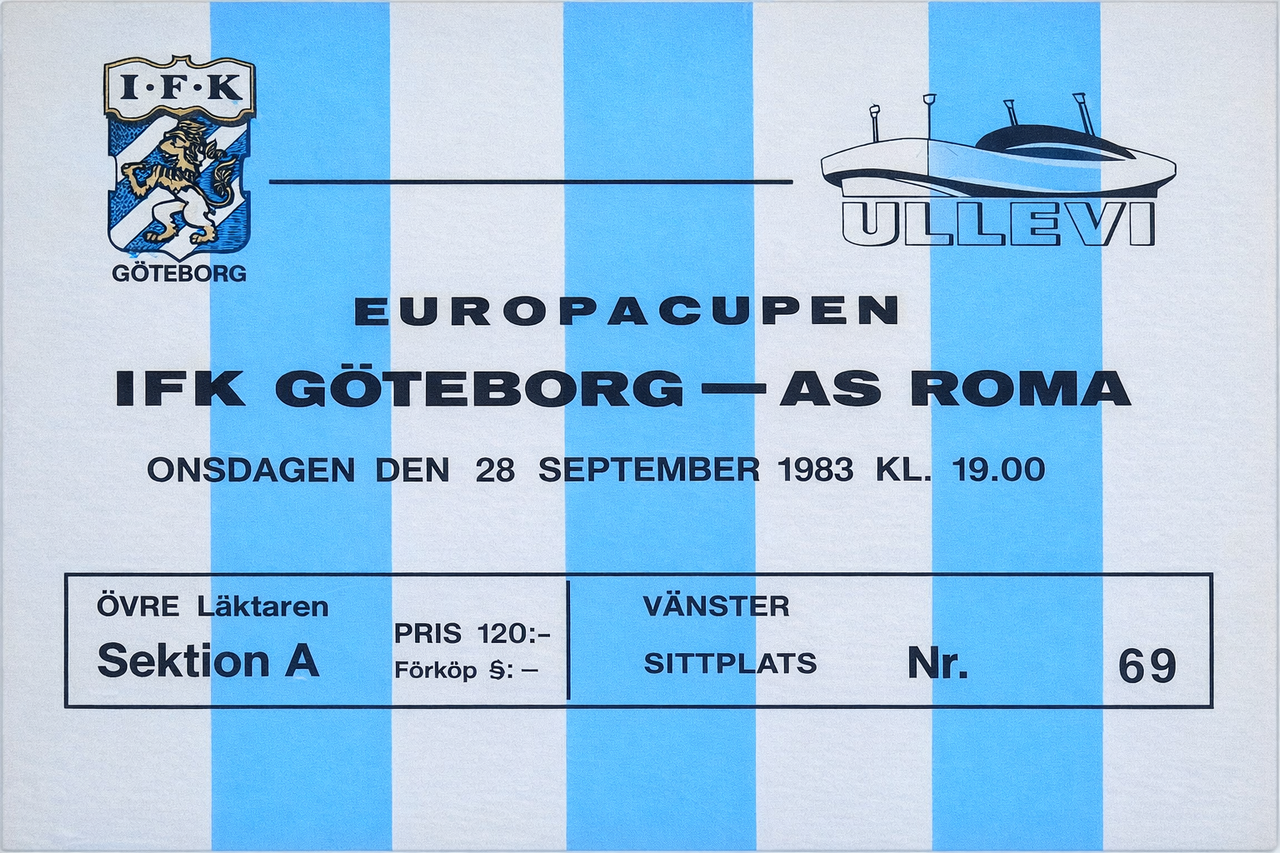 I·F·K
GÖTEBORG
ULLEVI
EUROPACUPEN
IFK GÖTEBORG — AS ROMA
ONSDAGEN DEN 28 SEPTEMBER 1983 KL. 19.00
ÖVRE Läktaren
Sektion A
PRIS 120:-
Förköp :—
VÄNSTER
SITTPLATS Nr. 69